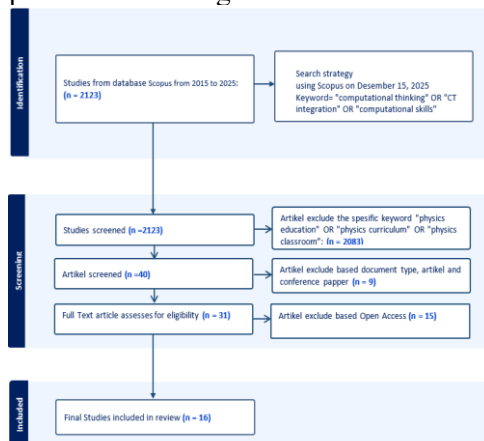 Identification
Studies from database Scopus from 2015 to 2025:
(n = 2123)
Search strategy
using Scopus on Desember 15, 2025
Keyword= "computational thinking" OR "CT
integration" OR "computational skills"
Screening
Studies screened (n =2123)
Artikel exclude the spesific keyword "physics
education" OR "physics curriculum" OR "physics
classroom": (n = 2083)
Artikel screened (n =40)
Artikel exclude based document type, artikel and
conference papper (n = 9)
Full Text article assesses for eligibility (n = 31)
Artikel exclude based Open Access (n = 15)
Included
Final Studies included in review (n = 16)